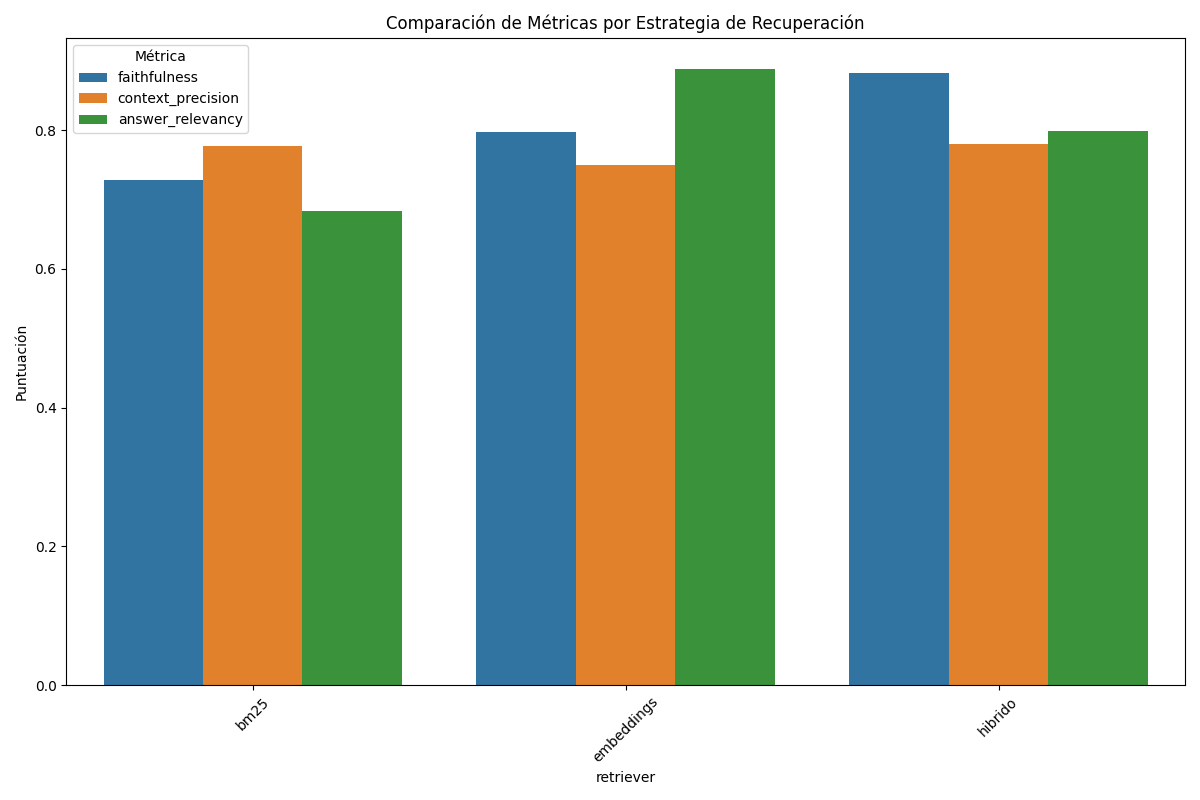 Comparación de Métricas por Estrategia de Recuperación
Métrica
faithfulness
context_precision
answer_relevancy
Puntuación
0.8
0.6
0.4
0.2
0.0
bm25
embeddings
hibrido
retriever